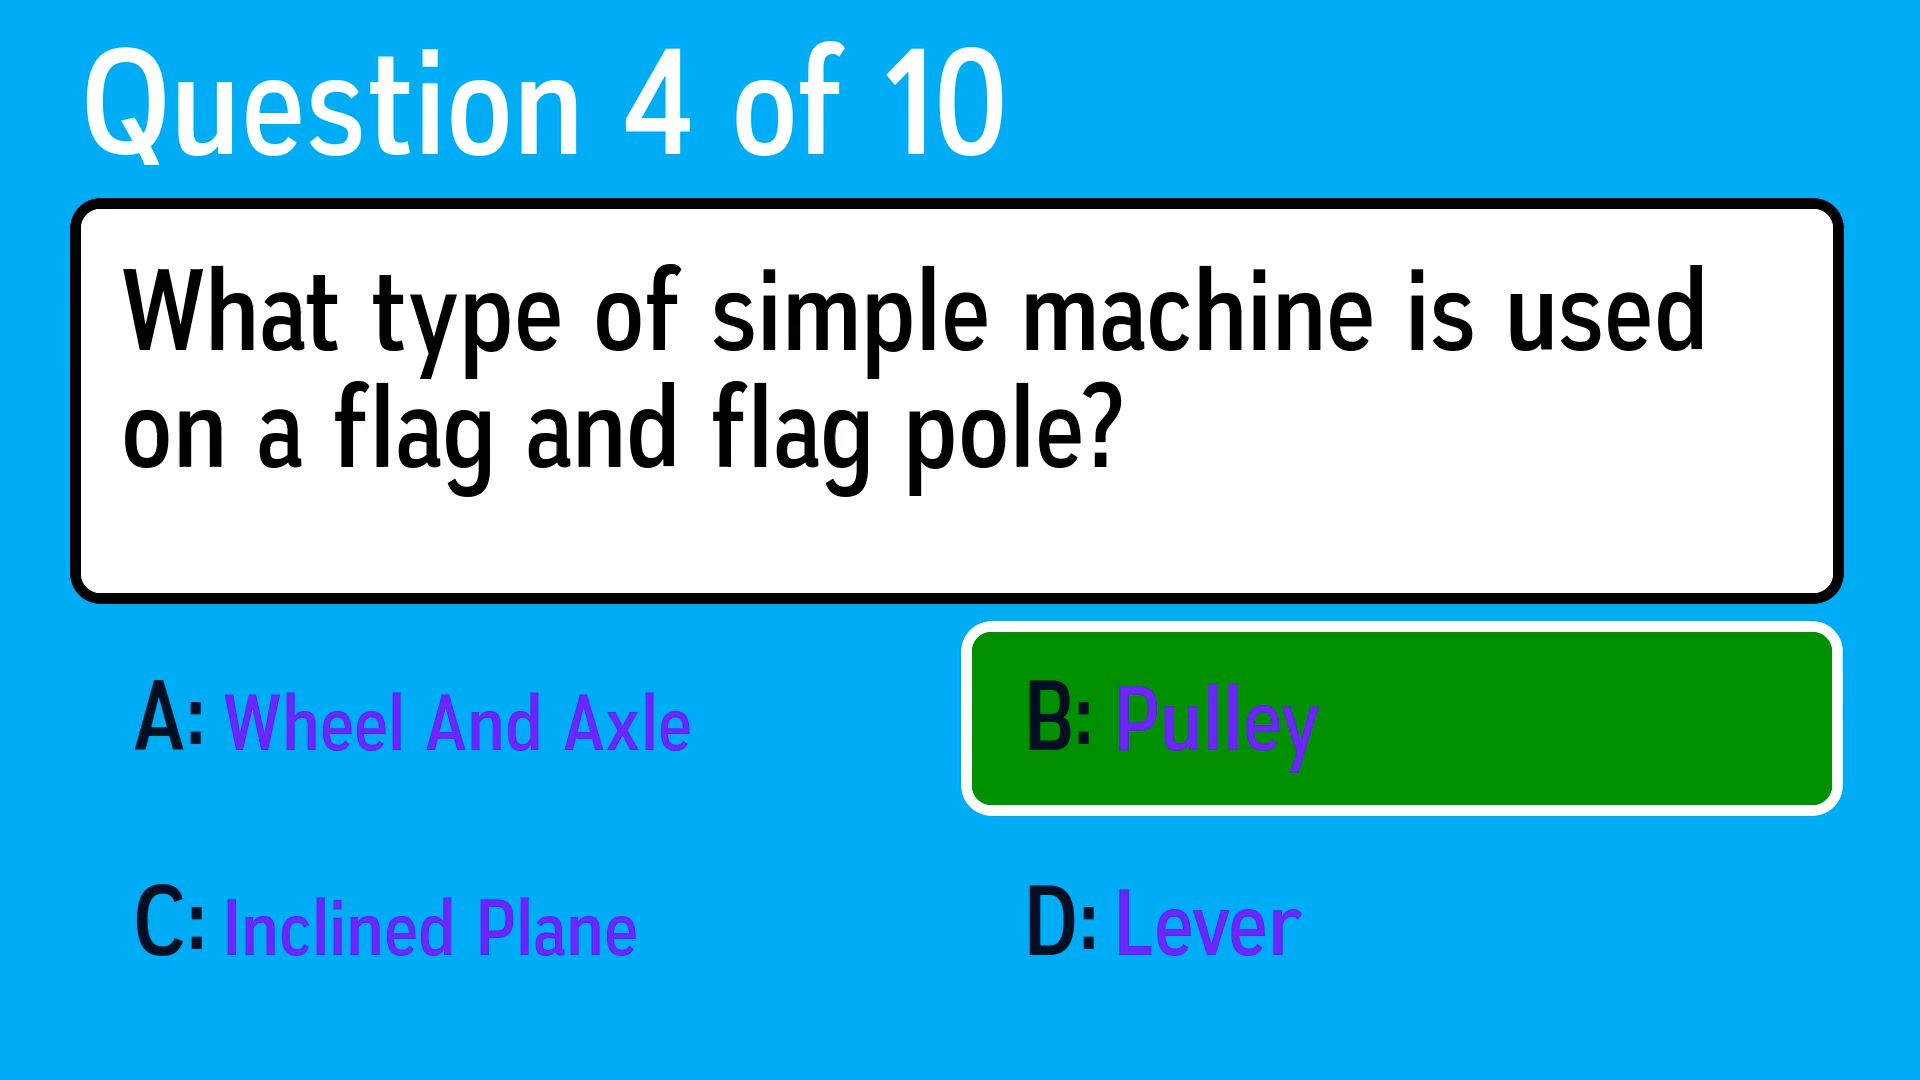 Question 4 of 10
What type of simple machine is used
on a flag and flag pole?
A: Wheel And Axle
B: Pulley
C: Inclined Plane
D: Lever